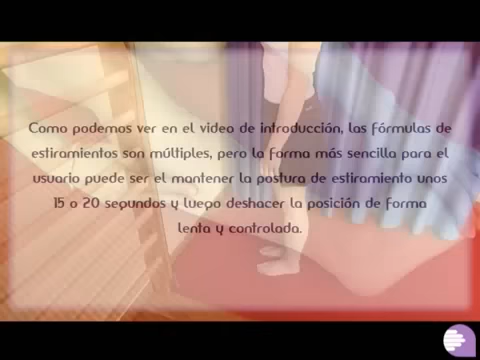 Como podemos ver en el video de introducción, las fórmulas de
estiramientos son múltiples, pero la forma más sencilla para el
usuario puede ser el mantener la postura de estiramiento unos
15 o 20 segundos y luego deshacer la posición de forma
lenta y controlada.